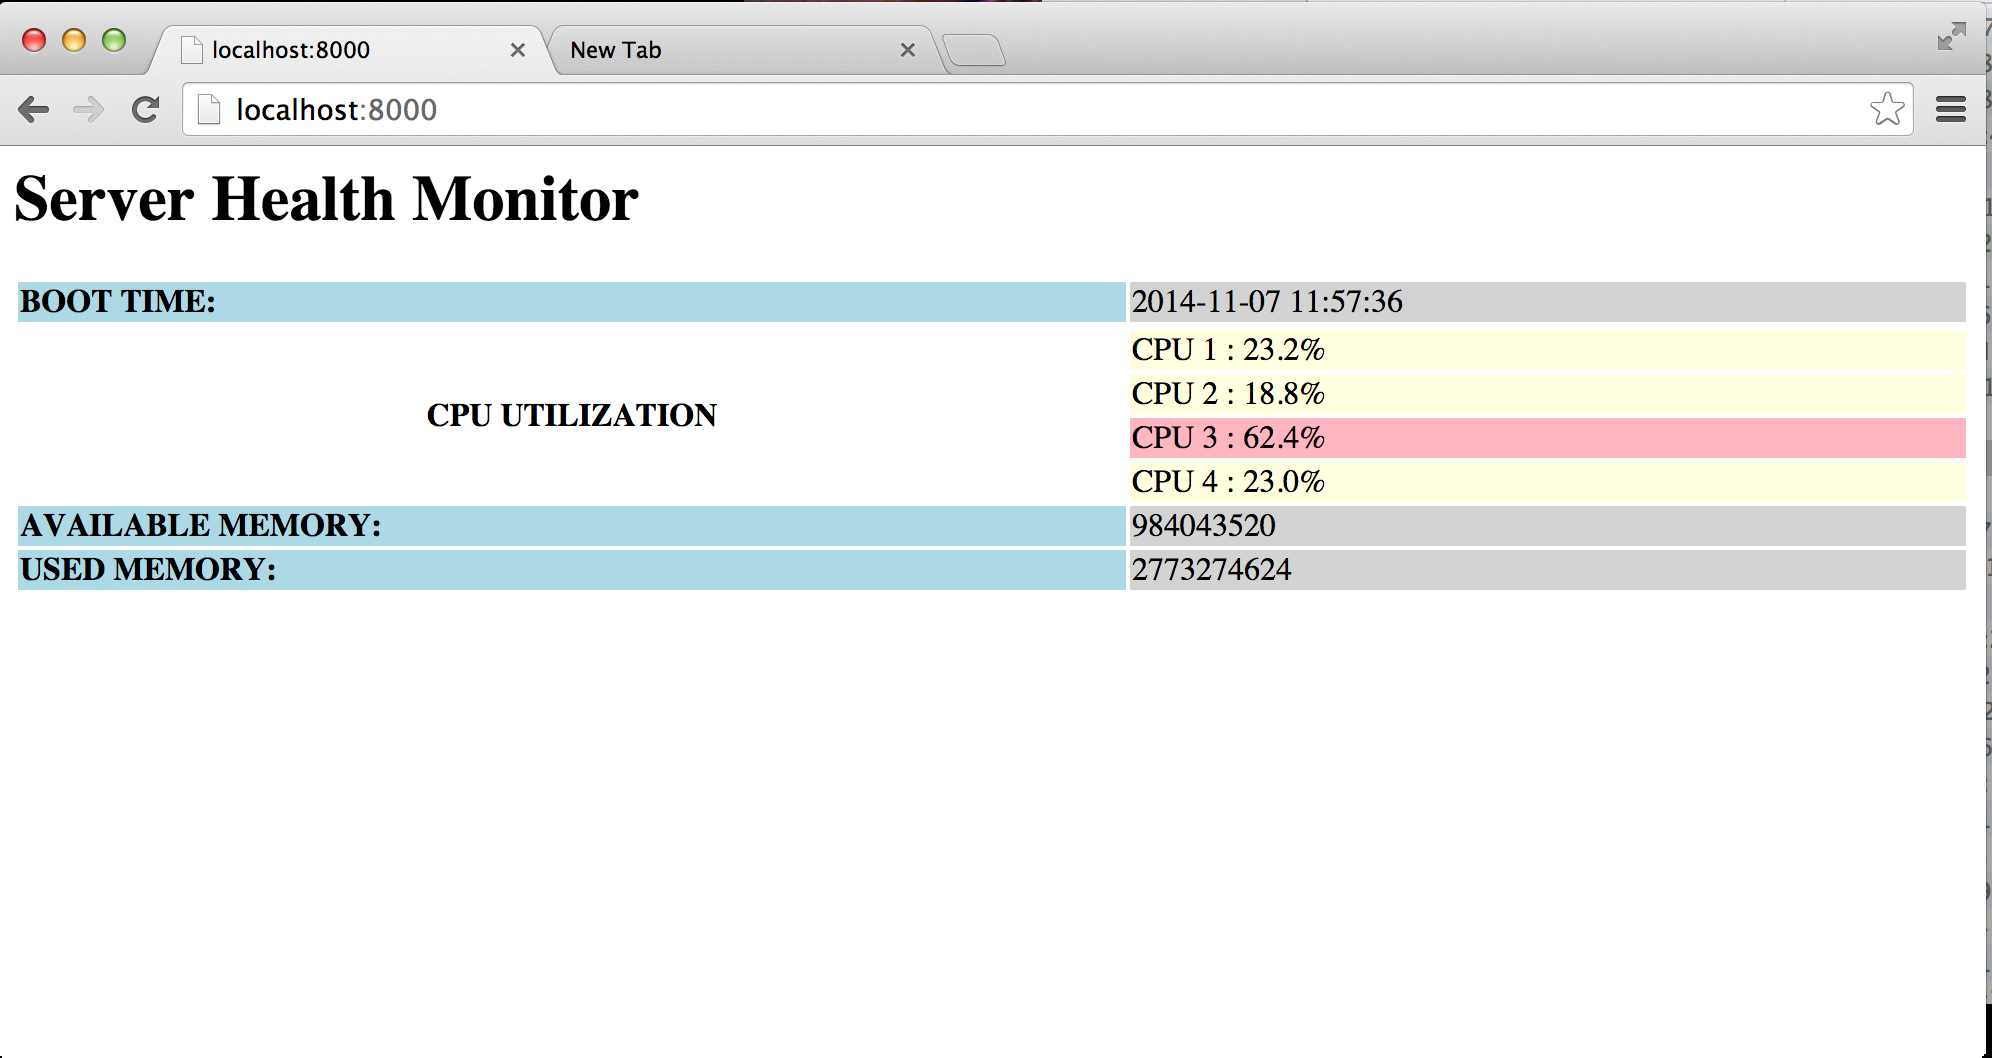 localhost:8000
New Tab
localhost:8000
Server Health Monitor
BOOT TIME: 2014-11-07 11:57:36
CPU UTILIZATION
CPU 1 : 23.2%
CPU 2 : 18.8%
CPU 3 : 62.4%
CPU 4 : 23.0%
AVAILABLE MEMORY: 984043520
USED MEMORY: 2773274624